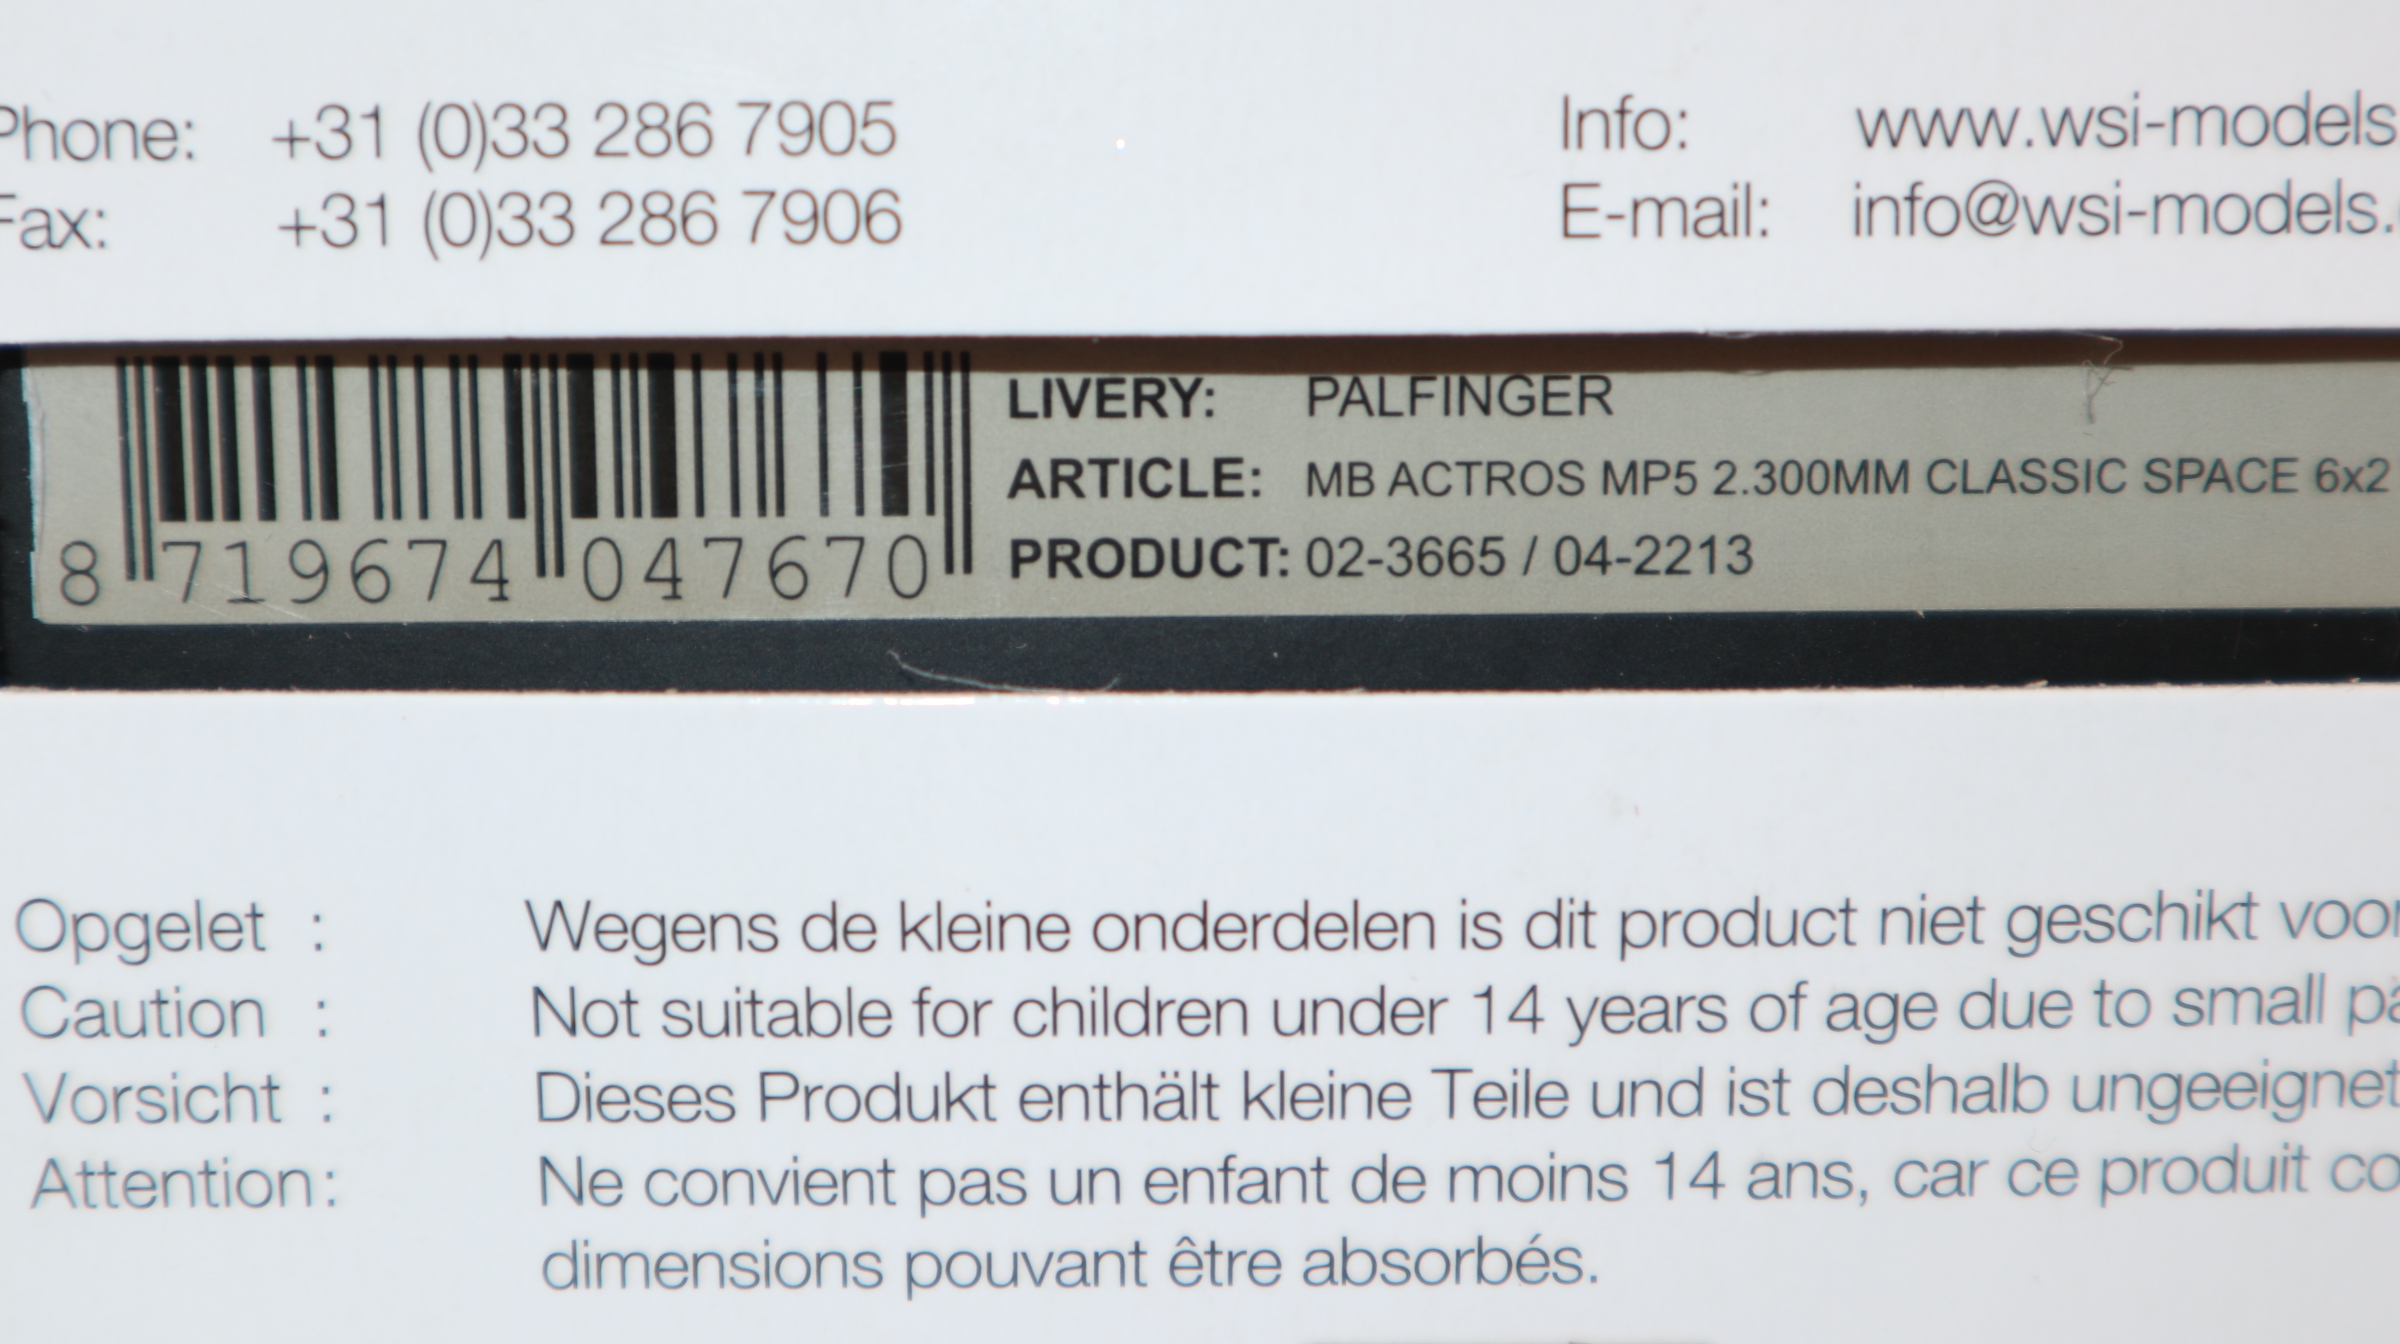 Phone: +31 (0)33 286 7905
Fax: +31 (0)33 286 7906
Info: www.wsi-models.
E-mail: info@wsi-models.
LIVERY: PALFINGER
ARTICLE: MB ACTROS MP5 2.300MM CLASSIC SPACE 6x2
PRODUCT: 02-3665 / 04-2213
8 719674 047670
Opgelet : Wegens de kleine onderdelen is dit product niet geschikt voor
Caution : Not suitable for children under 14 years of age due to small pa
Vorsicht : Dieses Produkt enthält kleine Teile und ist deshalb ungeeignet
Attention: Ne convient pas un enfant de moins 14 ans, car ce produit co
dimensions pouvant être absorbés.